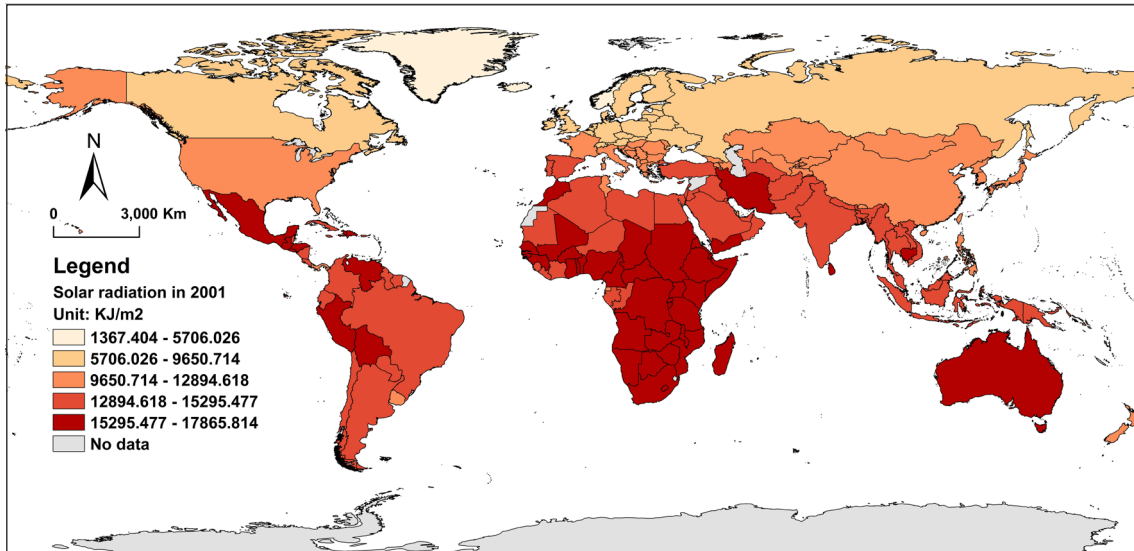 N
0 3,000 Km
Legend
Solar radiation in 2001
Unit: KJ/m2
1367.404 - 5706.026
5706.026 - 9650.714
9650.714 - 12894.618
12894.618 - 15295.477
15295.477 - 17865.814
No data